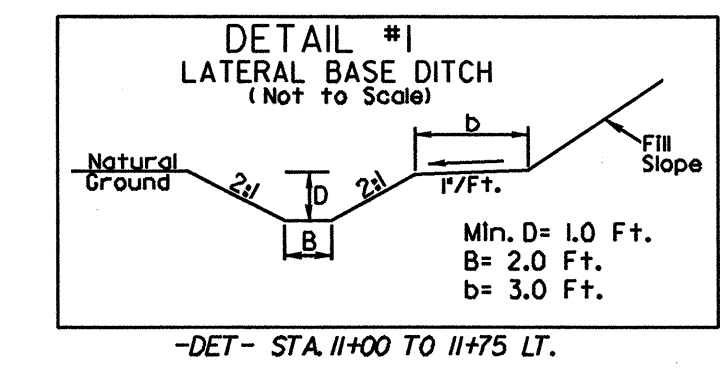 DETAIL #1
LATERAL BASE DITCH
(Not to Scale)
b
Natural
Ground
2:1
D
2:1
1"/Ft.
Fill
Slope
B
Min. D= 1.0 Ft.
B= 2.0 Ft.
b= 3.0 Ft.
-DET- STA. 11+00 TO 11+75 LT.